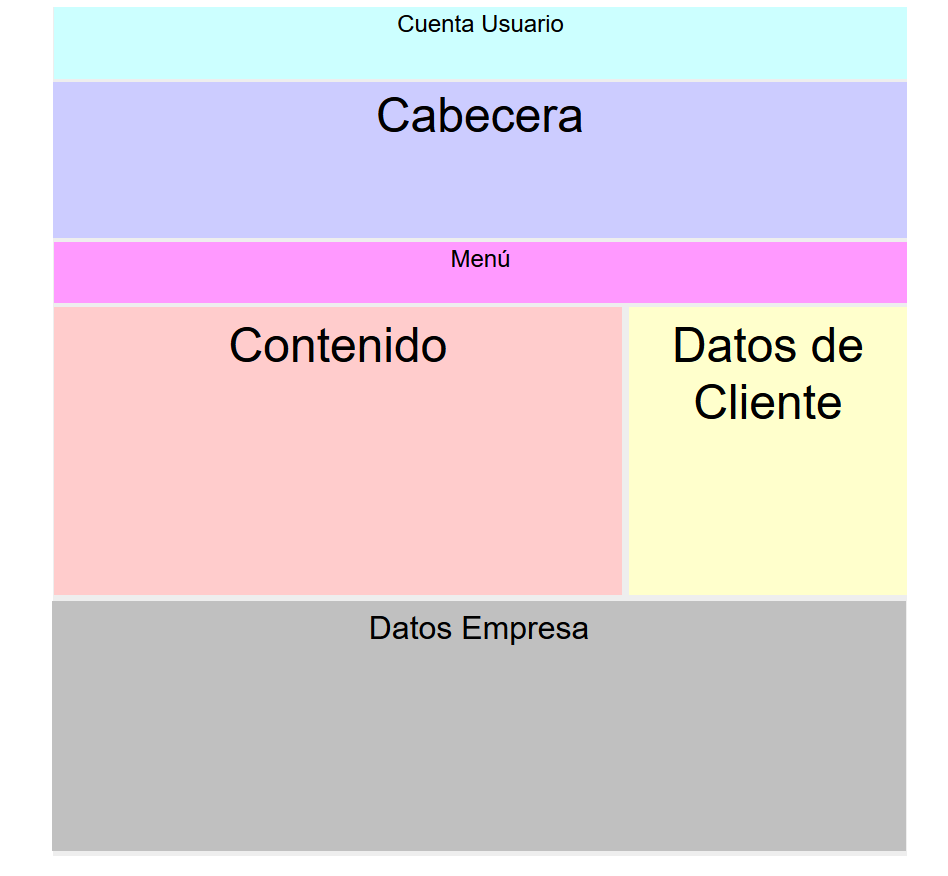 Cuenta Usuario
Cabecera
Menú
Contenido
Datos de
Cliente
Datos Empresa